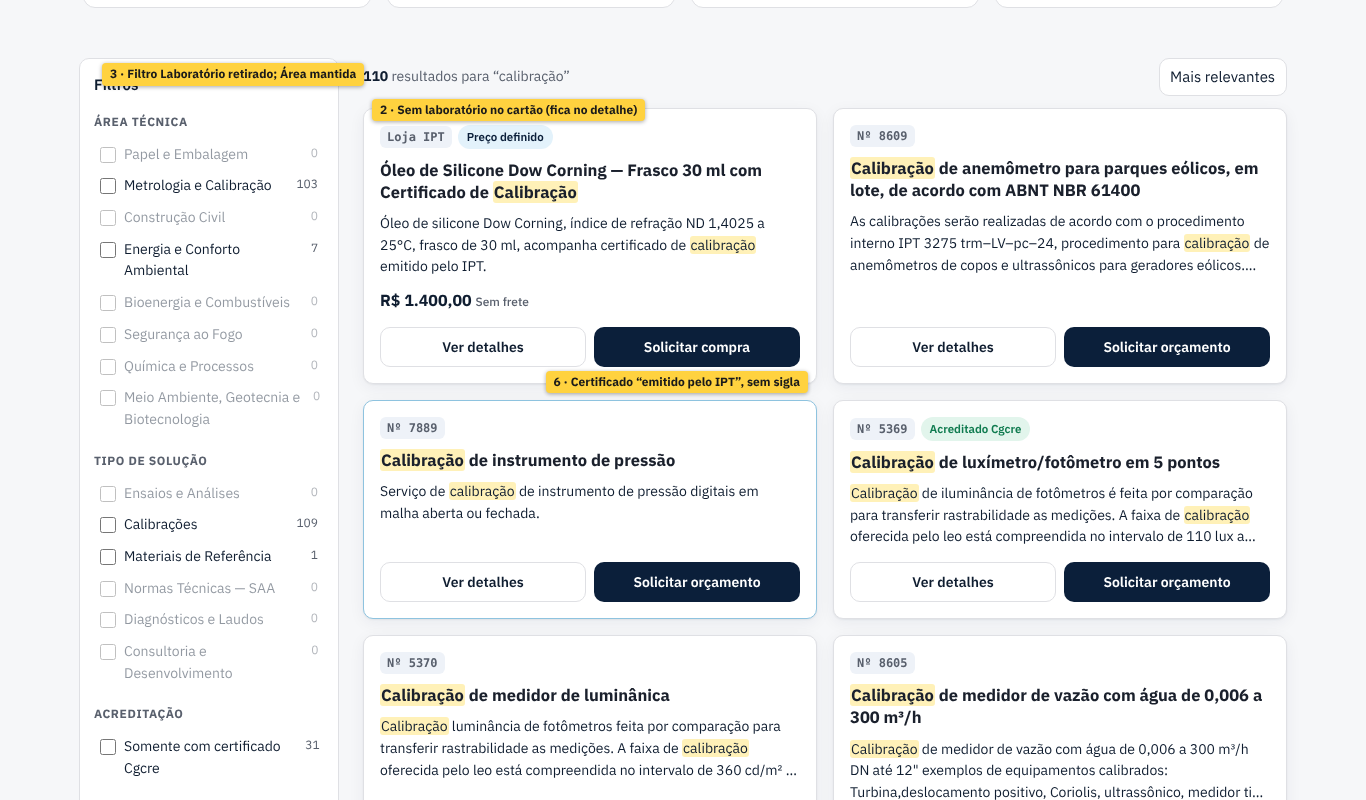 3 · Filtro Laboratório retirado; Área mantida
Filtros
ÁREA TÉCNICA
Papel e Embalagem 0
Metrologia e Calibração 103
Construção Civil 0
Energia e Conforto 7
Ambiental
Bioenergia e Combustíveis 0
Segurança ao Fogo 0
Química e Processos 0
Meio Ambiente, Geotecnia e 0
Biotecnologia
TIPO DE SOLUÇÃO
Ensaios e Análises 0
Calibrações 109
Materiais de Referência 1
Normas Técnicas — SAA 0
Diagnósticos e Laudos 0
Consultoria e 0
Desenvolvimento
ACREDITAÇÃO
Somente com certificado 31
Cgcre
110 resultados para “calibração”
Mais relevantes
2 · Sem laboratório no cartão (fica no detalhe)
Loja IPT Preço definido
Óleo de Silicone Dow Corning — Frasco 30 ml com
Certificado de Calibração
Óleo de silicone Dow Corning, índice de refração ND 1,4025 a
25°C, frasco de 30 ml, acompanha certificado de calibração
emitido pelo IPT.
R$ 1.400,00 Sem frete
Ver detalhes Solicitar compra
6 · Certificado “emitido pelo IPT”, sem sigla
Nº 8609
Calibração de anemômetro para parques eólicos, em
lote, de acordo com ABNT NBR 61400
As calibrações serão realizadas de acordo com o procedimento
interno IPT 3275 trm–LV–pc–24, procedimento para calibração de
anemômetros de copos e ultrassônicos para geradores eólicos....
Ver detalhes Solicitar orçamento
Nº 7889
Calibração de instrumento de pressão
Serviço de calibração de instrumento de pressão digitais em
malha aberta ou fechada.
Ver detalhes Solicitar orçamento
Nº 5369 Acreditado Cgcre
Calibração de luxímetro/fotômetro em 5 pontos
Calibração de iluminância de fotômetros é feita por comparação
para transferir rastrabilidade as medições. A faixa de calibração
oferecida pelo leo está compreendida no intervalo de 110 lux a...
Ver detalhes Solicitar orçamento
Nº 5370
Calibração de medidor de luminânica
Calibração luminância de fotômetros feita por comparação para
transferir rastrabilidade as medições. A faixa de calibração
oferecida pelo leo está compreendida no intervalo de 360 cd/m² ...
Nº 8605
Calibração de medidor de vazão com água de 0,006 a
300 m³/h
Calibração de medidor de vazão com água de 0,006 a 300 m³/h
DN até 12" exemplos de equipamentos calibrados:
Turbina,deslocamento positivo, Coriolis, ultrassônico, medidor ti...